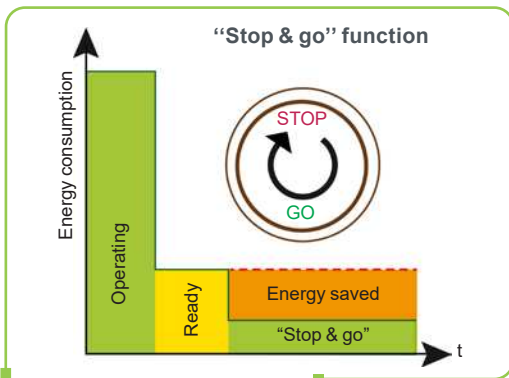 ‘‘Stop & go’’ function
Energy consumption
STOP
GO
Operating
Ready
Energy saved
“Stop & go”
t